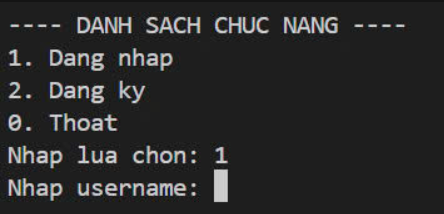 ---- DANH SACH CHUC NANG ----
1. Dang nhap
2. Dang ky
0. Thoat
Nhap lua chon: 1
Nhap username: